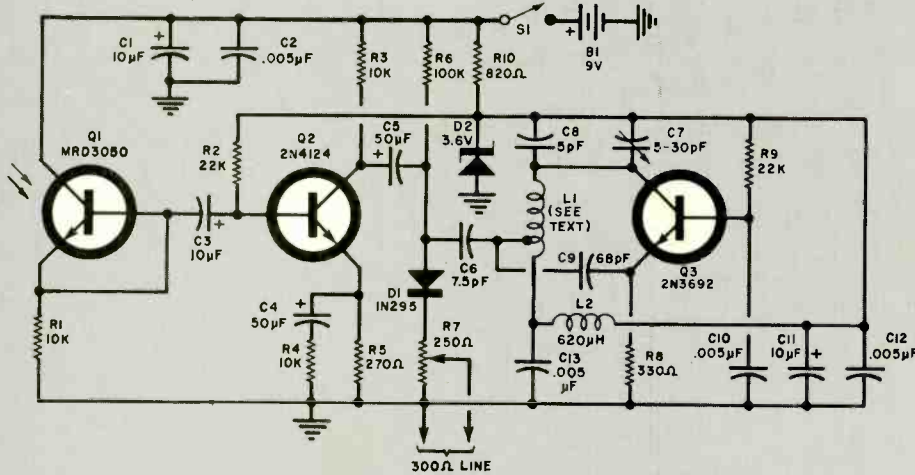 S1
B1
9V
C1
10µF
+
C2
.005µF
R3
10K
R6
100K
R10
820Ω
Q1
MRD3050
R2
22K
Q2
2N4124
C5
50µF
+
D2
3.6V
C8
5pF
C7
5-30pF
R9
22K
L1
(SEE
TEXT)
C3
10µF
+
C6
7.5pF
C9
68pF
Q3
2N3692
D1
1N295
L2
620µH
R1
10K
C4
50µF
+
R4
10K
R5
270Ω
R7
250Ω
C13
.005
µF
R8
330Ω
C10
.005µF
C11
10µF
+
C12
.005µF
300Ω LINE